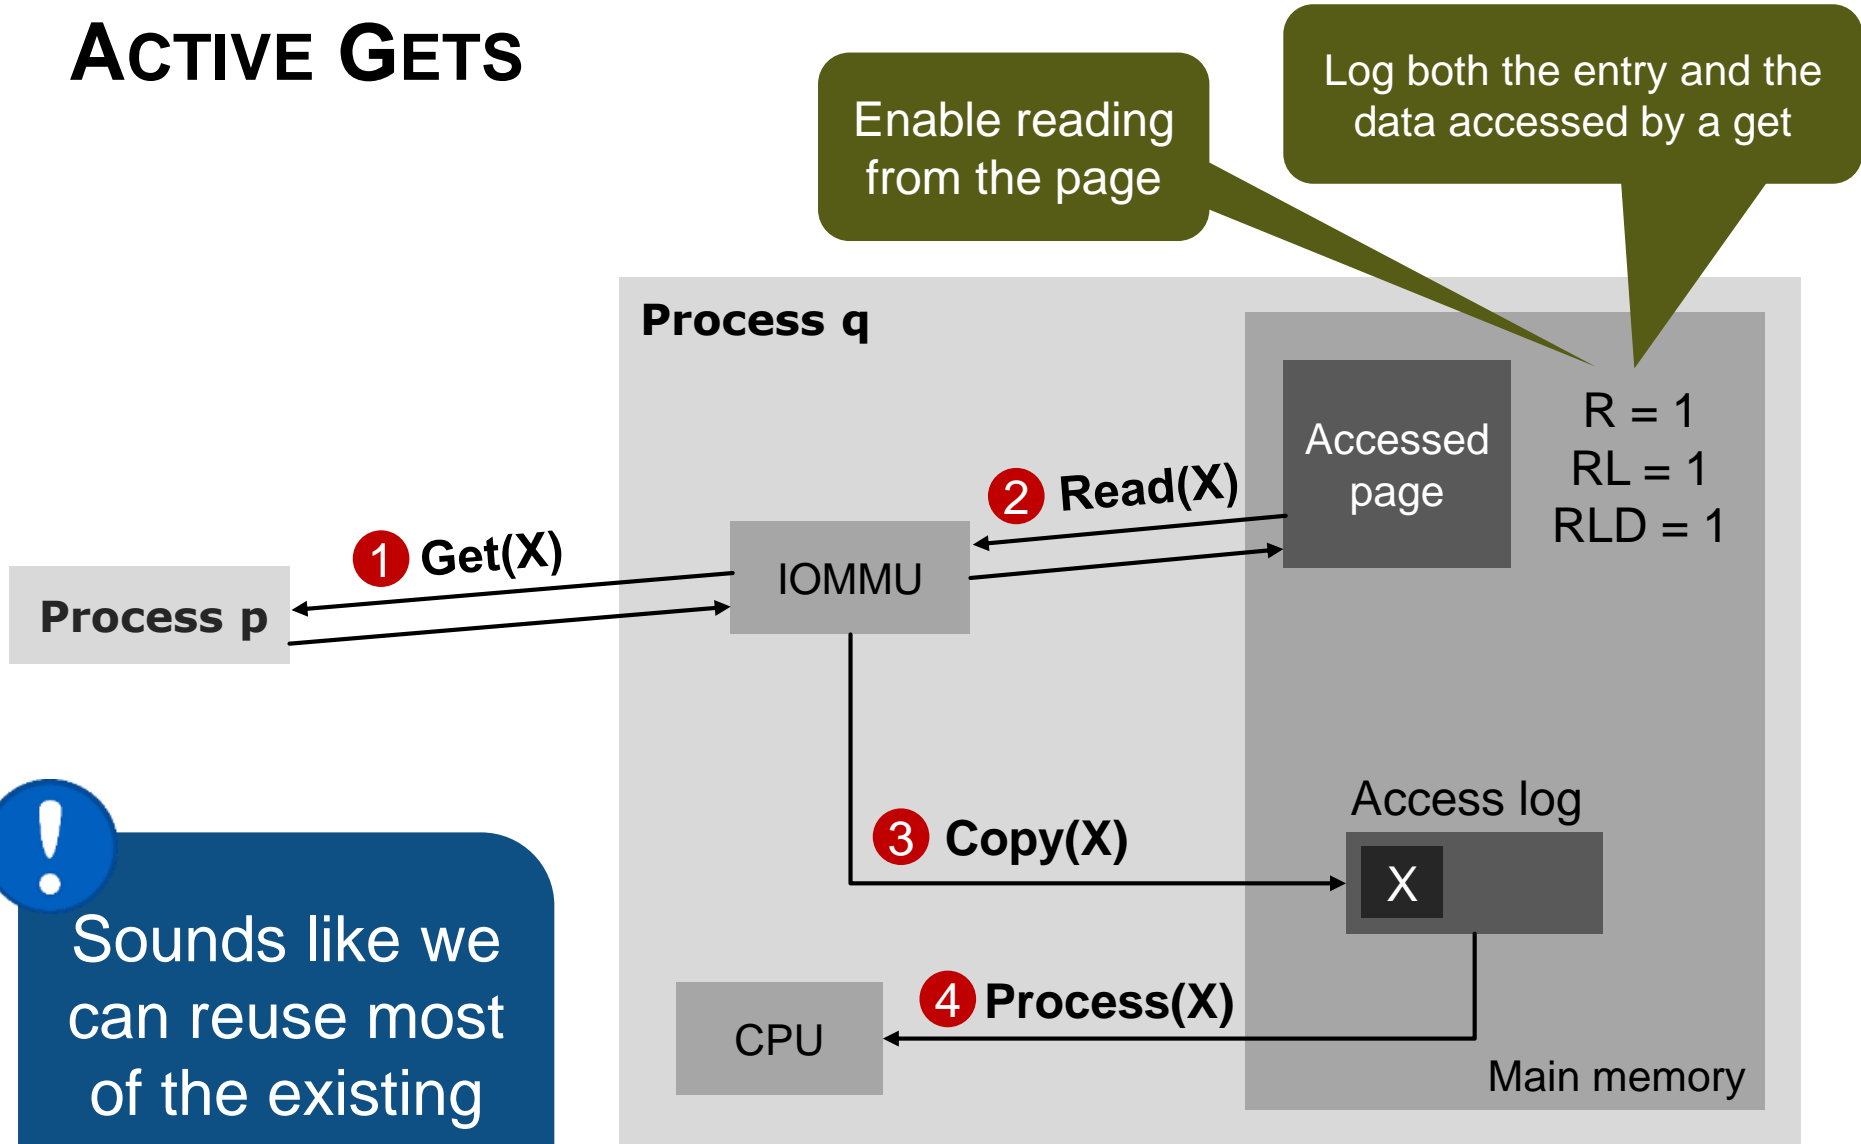 ACTIVE GETS
Enable reading
from the page
Log both the entry and the
data accessed by a get
Process q
Accessed
page
R = 1
RL = 1
RLD = 1
2 Read(X)
1 Get(X)
IOMMU
Process p
Access log
3 Copy(X)
X
!
Sounds like we
can reuse most
of the existing
4 Process(X)
CPU
Main memory